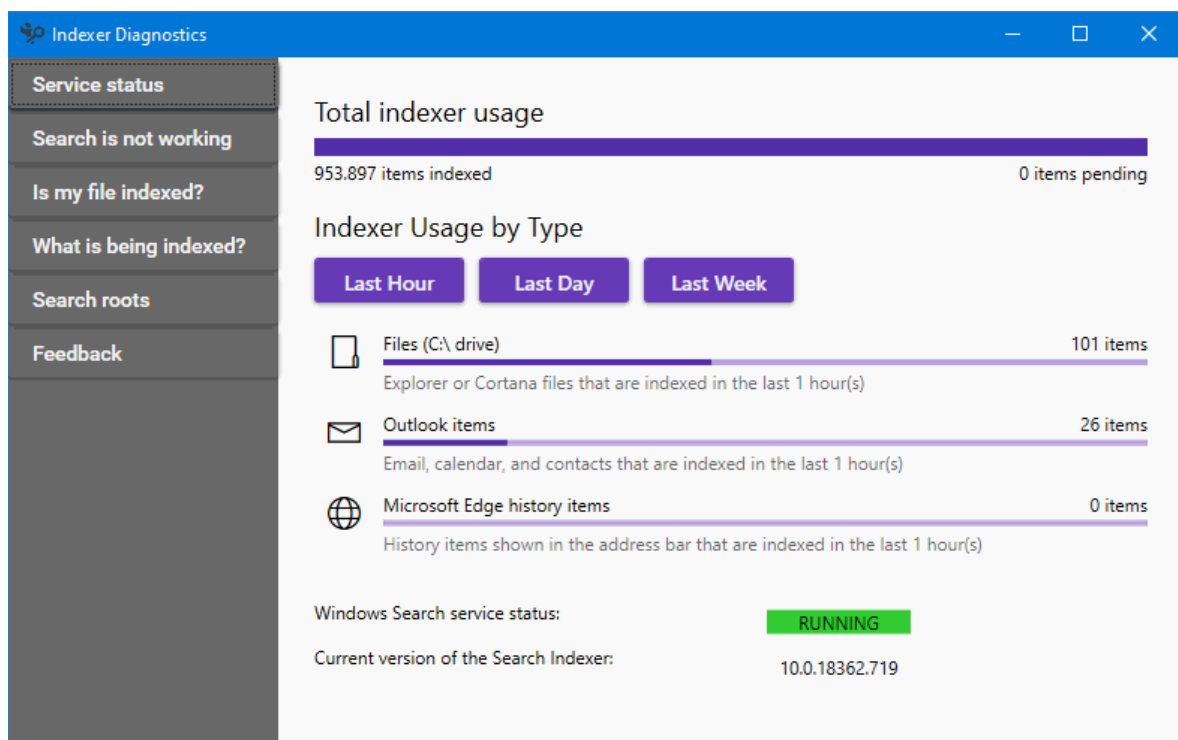 Indexer Diagnostics
Service status
Search is not working
Is my file indexed?
What is being indexed?
Search roots
Feedback
Total indexer usage
953.897 items indexed 0 items pending
Indexer Usage by Type
Last Hour Last Day Last Week
Files (C:\ drive) 101 items
Explorer or Cortana files that are indexed in the last 1 hour(s)
Outlook items 26 items
Email, calendar, and contacts that are indexed in the last 1 hour(s)
Microsoft Edge history items 0 items
History items shown in the address bar that are indexed in the last 1 hour(s)
Windows Search service status: RUNNING
Current version of the Search Indexer: 10.0.18362.719